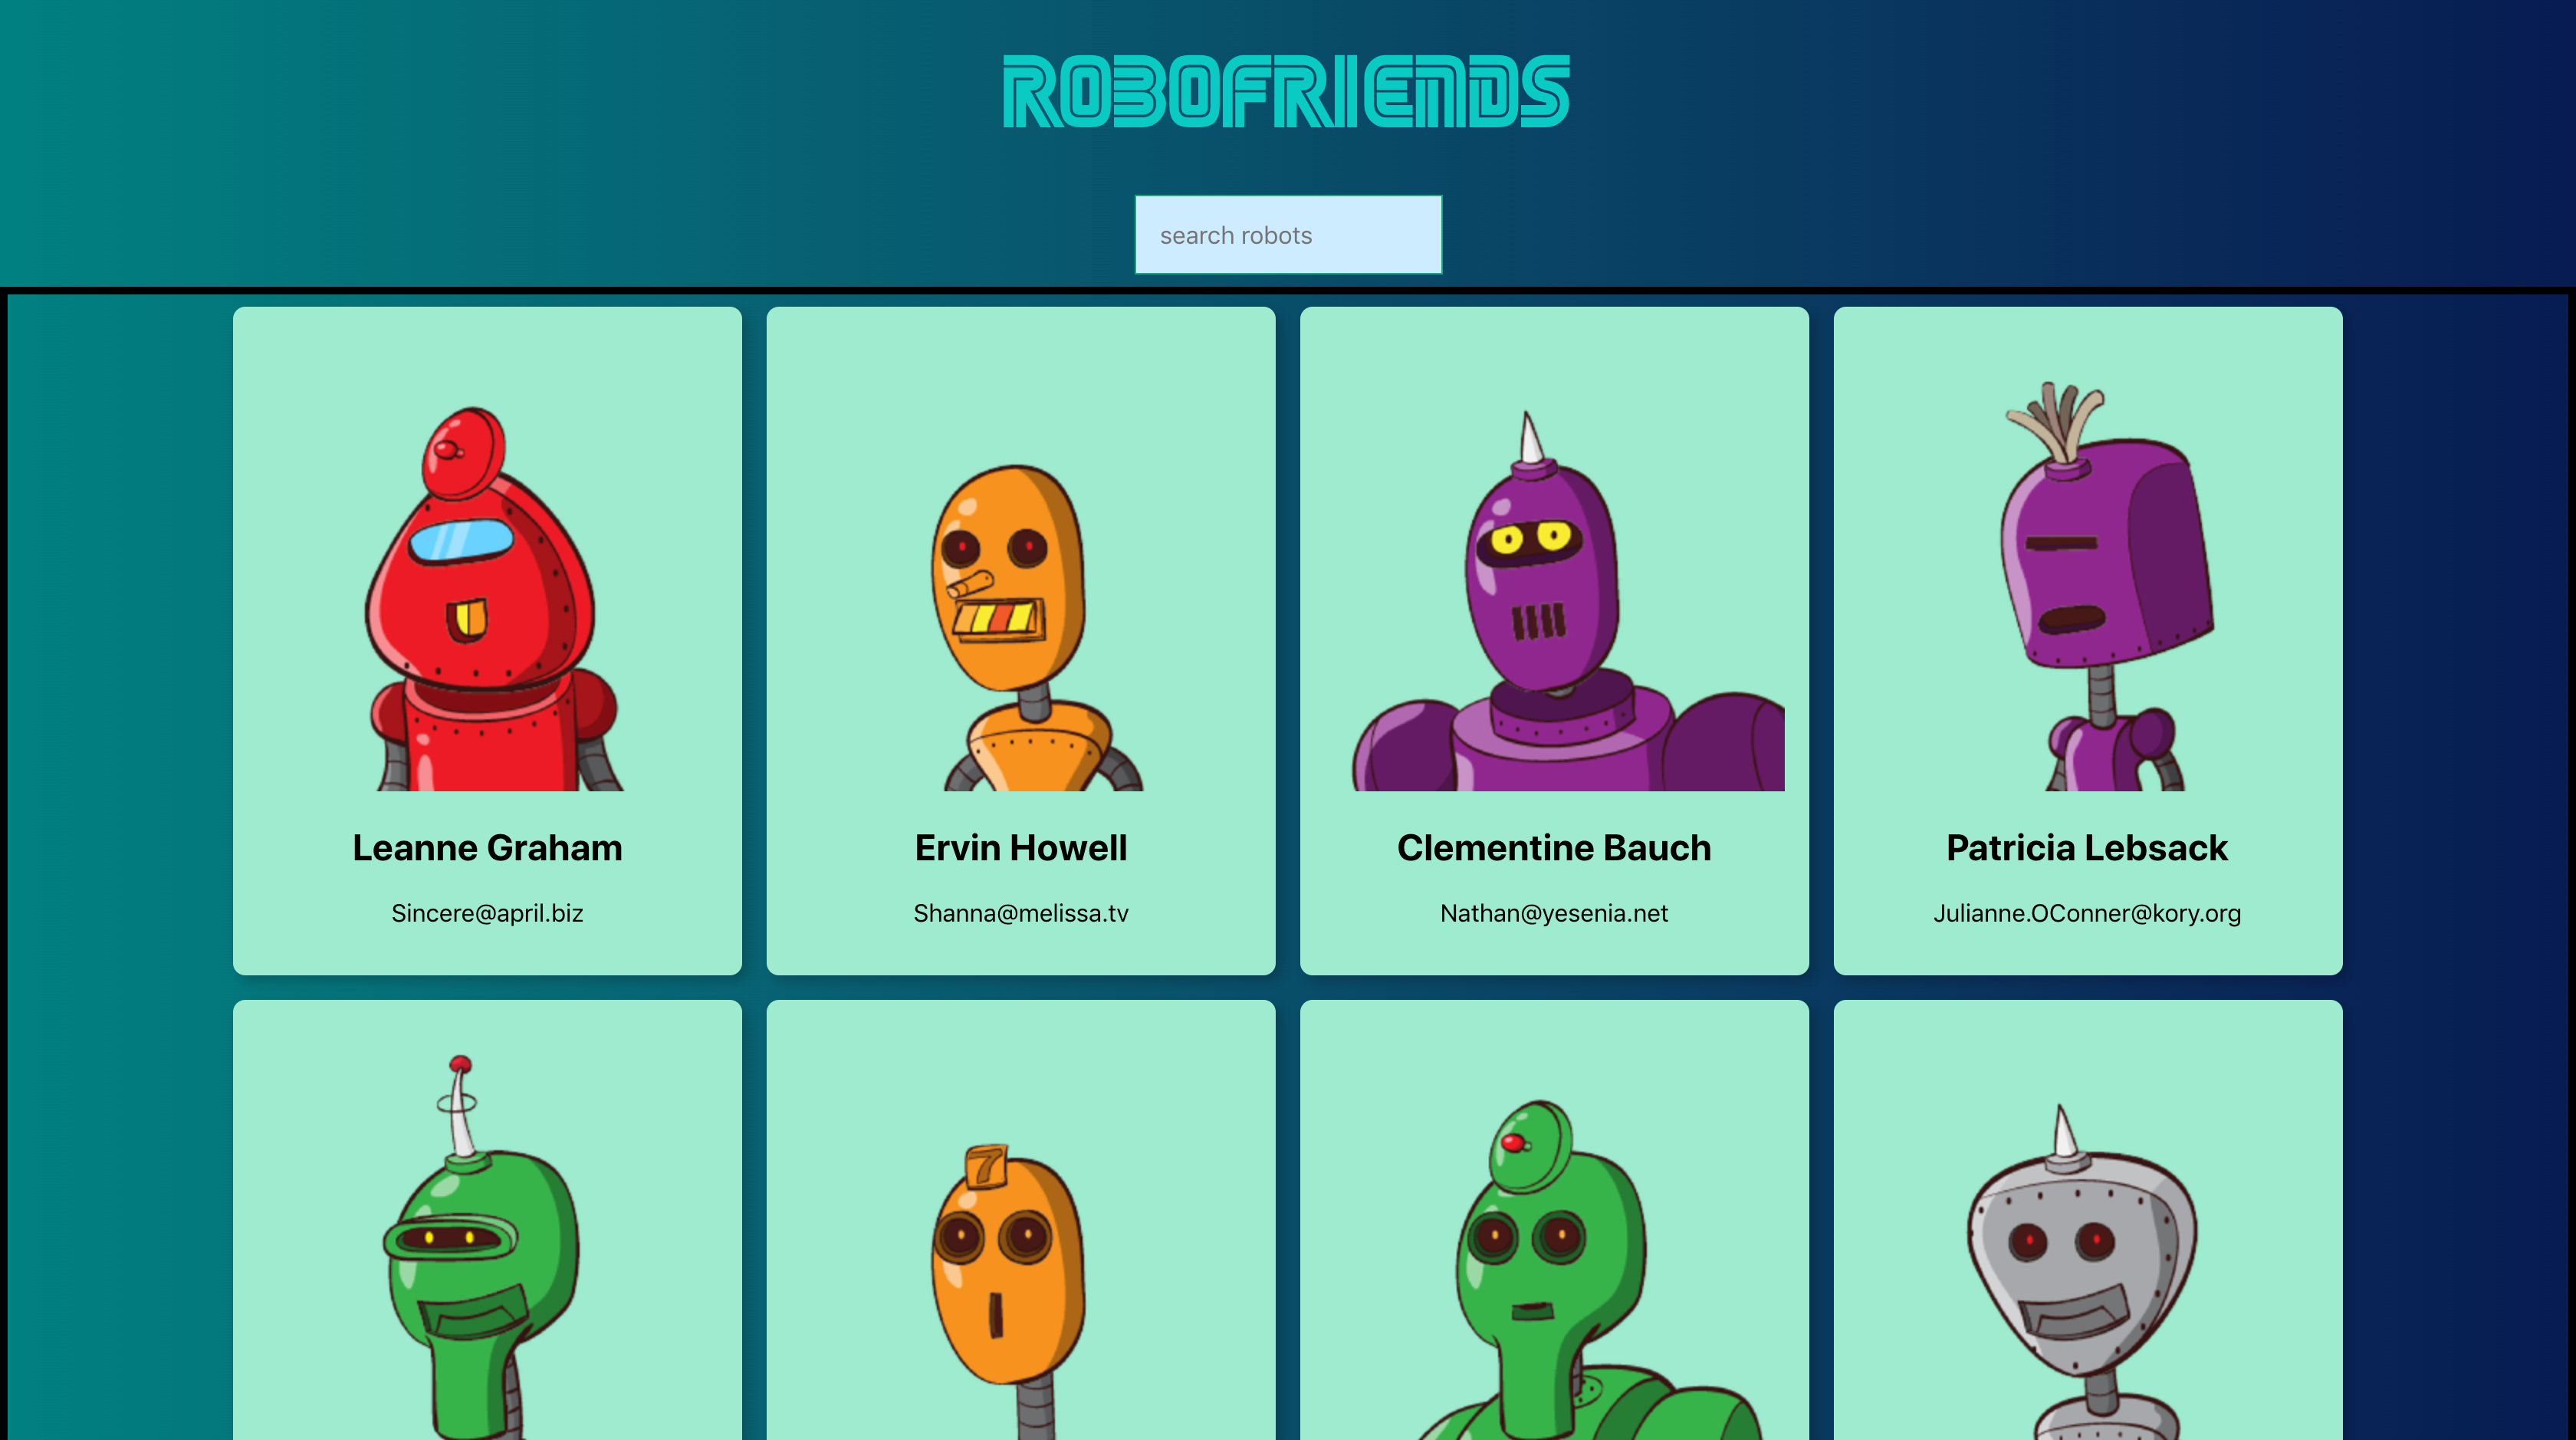 ROBOFRIENDS
search robots
Leanne Graham
Sincere@april.biz
Ervin Howell
Shanna@melissa.tv
Clementine Bauch
Nathan@yesenia.net
Patricia Lebsack
Julianne.OConner@kory.org
7